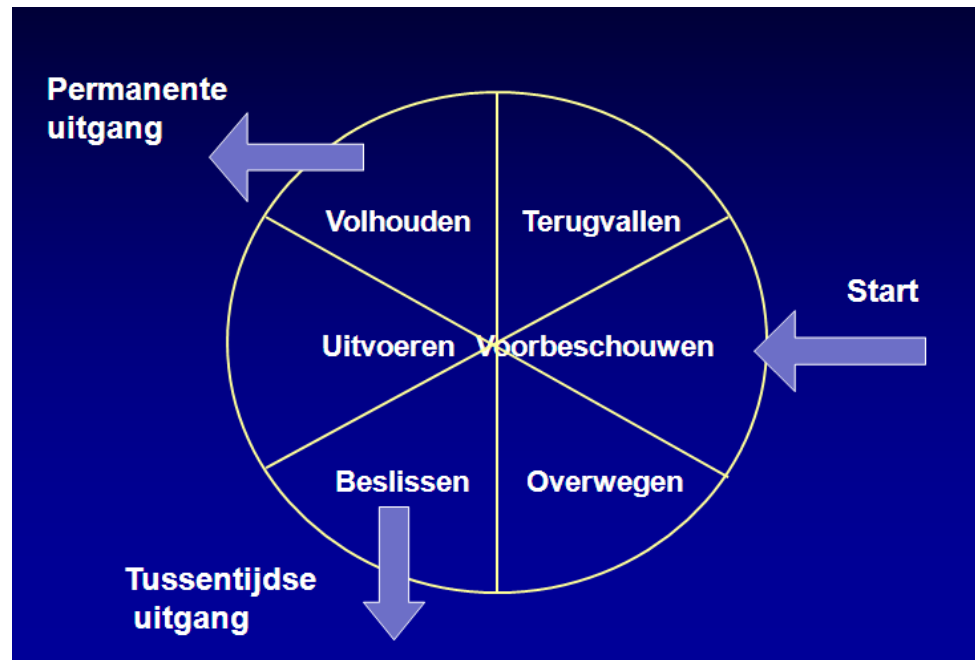 Permanente
uitgang
Volhouden
Terugvallen
Start
Uitvoeren
Voorbeschouwen
Beslissen
Overwegen
Tussentijdse
uitgang